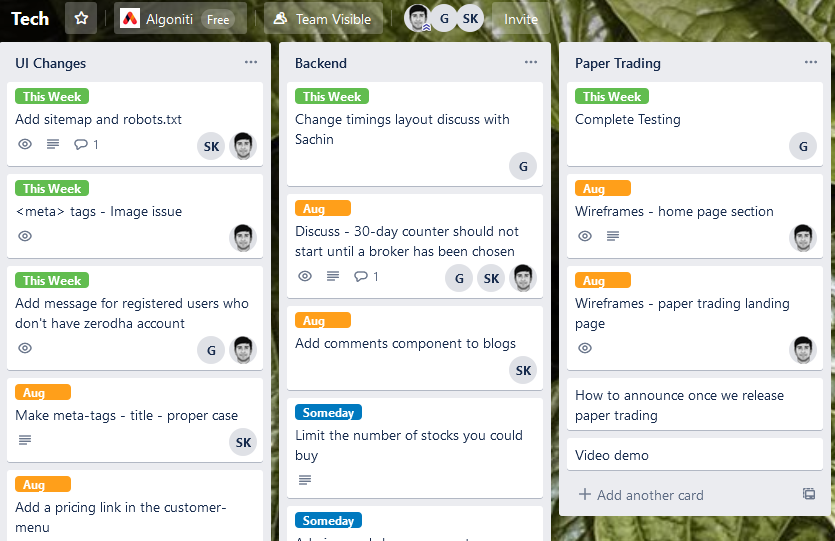 Tech
Algoniti Free
Team Visible
G
SK
Invite
UI Changes
This Week
Add sitemap and robots.txt
1
SK
This Week
<meta> tags - Image issue
This Week
Add message for registered users who
don't have zerodha account
G
Aug
Make meta-tags - title - proper case
SK
Aug
Add a pricing link in the customer-
menu
Backend
This Week
Change timings layout discuss with
Sachin
G
Aug
Discuss - 30-day counter should not
start until a broker has been chosen
1
G
SK
Aug
Add comments component to blogs
SK
Someday
Limit the number of stocks you could
buy
Someday
Paper Trading
This Week
Complete Testing
G
Aug
Wireframes - home page section
Aug
Wireframes - paper trading landing
page
How to announce once we release
paper trading
Video demo
Add another card